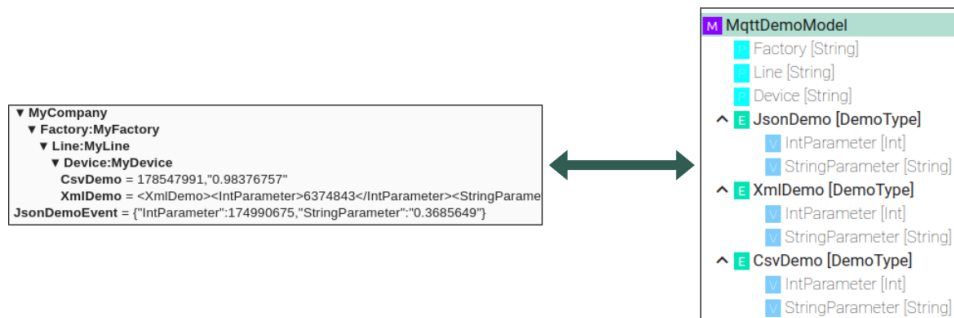 ▼ MyCompany
▼ Factory:MyFactory
▼ Line:MyLine
▼ Device:MyDevice
CsvDemo = 178547991,"0.98376757"
XmlDemo = <XmlDemo><IntParameter>6374843</IntParameter><StringParame
JsonDemoEvent = {"IntParameter":174990675,"StringParameter":"0.3685649"}
M MqttDemoModel
P Factory [String]
P Line [String]
P Device [String]
E JsonDemo [DemoType]
V IntParameter [Int]
V StringParameter [String]
E XmlDemo [DemoType]
V IntParameter [Int]
V StringParameter [String]
E CsvDemo [DemoType]
V IntParameter [Int]
V StringParameter [String]